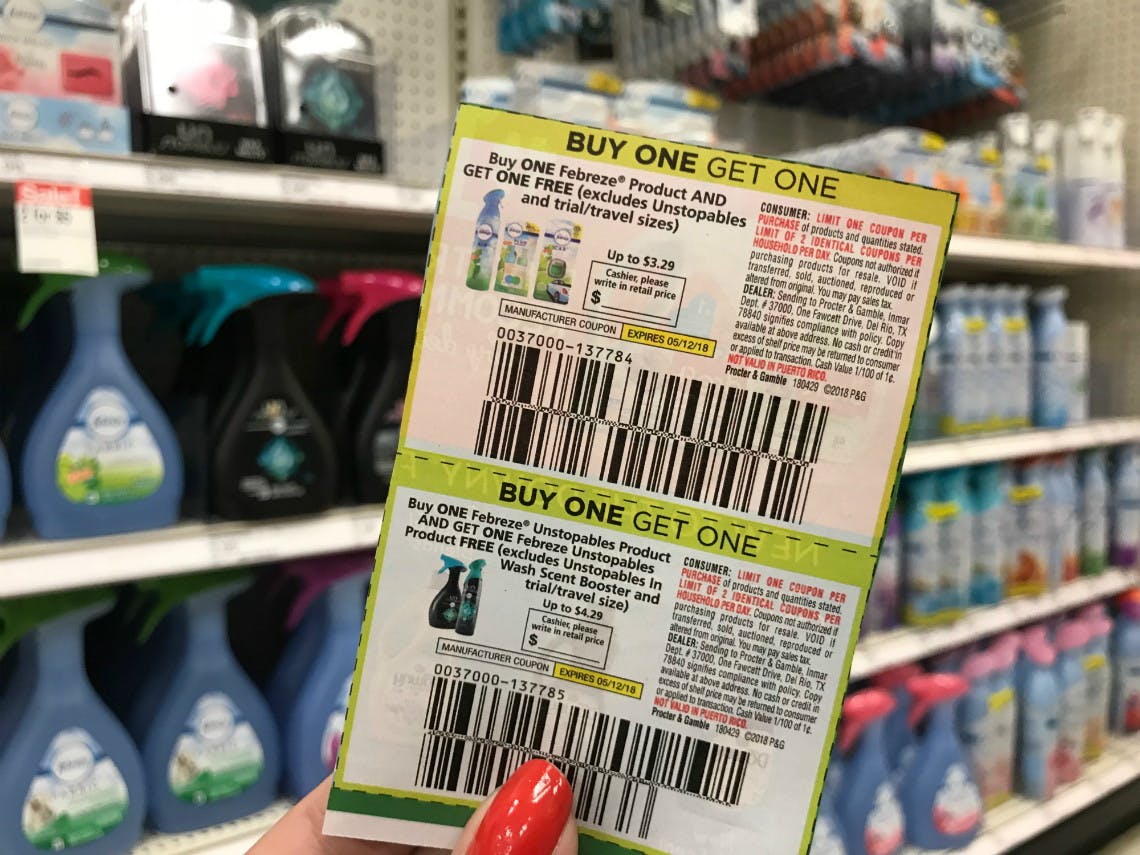 BUY ONE GET ONE
Buy ONE Febreze® Product AND
GET ONE FREE (excludes Unstopables
and trial/travel sizes)
Up to $3.29
Cashier, please
write in retail price
$
MANUFACTURER COUPON
EXPIRES 05/12/18
0037000-137784
CONSUMER: LIMIT ONE COUPON PER
PURCHASE of products and quantities stated.
LIMIT OF 2 IDENTICAL COUPONS PER
HOUSEHOLD PER DAY. Coupons not authorized if
purchasing products for resale. VOID if
transferred, sold, auctioned, reproduced or
altered from original. You may pay sales tax.
DEALER: Sending to Procter & Gamble, Inmar
Dept. # 37000, One Fawcett Drive, Del Rio, TX
78840 signifies compliance with policy. Copy
available at above address. No cash or credit in
excess of shelf price may be returned to consumer
or applied to transaction. Cash Value 1/100 of 1¢.
NOT VALID IN PUERTO RICO.
Procter & Gamble 180429 ©2018 P&G
BUY ONE GET ONE
Buy ONE Febreze® Unstopables Product
AND GET ONE Febreze Unstopables
Product FREE (excludes Unstopables In
Wash Scent Booster and
trial/travel size)
Up to $4.29
Cashier, please
write in retail price
$
MANUFACTURER COUPON
EXPIRES 05/12/18
0037000-137785
CONSUMER: LIMIT ONE COUPON PER
PURCHASE of products and quantities stated.
LIMIT OF 2 IDENTICAL COUPONS PER
HOUSEHOLD PER DAY. Coupons not authorized if
purchasing products for resale. VOID if
transferred, sold, auctioned, reproduced or
altered from original. You may pay sales tax.
DEALER: Sending to Procter & Gamble, Inmar
Dept. # 37000, One Fawcett Drive, Del Rio, TX
78840 signifies compliance with policy. Copy
available at above address. No cash or credit in
excess of shelf price may be returned to consumer
or applied to transaction. Cash Value 1/100 of 1¢.
NOT VALID IN PUERTO RICO.
Procter & Gamble 180429 ©2018 P&G